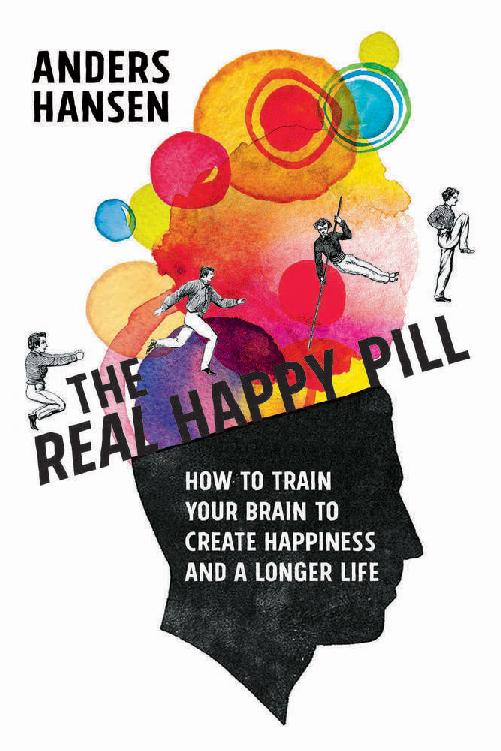 ANDERS
HANSEN
THE
REAL HAPPY PILL
HOW TO TRAIN
YOUR BRAIN TO
CREATE HAPPINESS
AND A LONGER LIFE